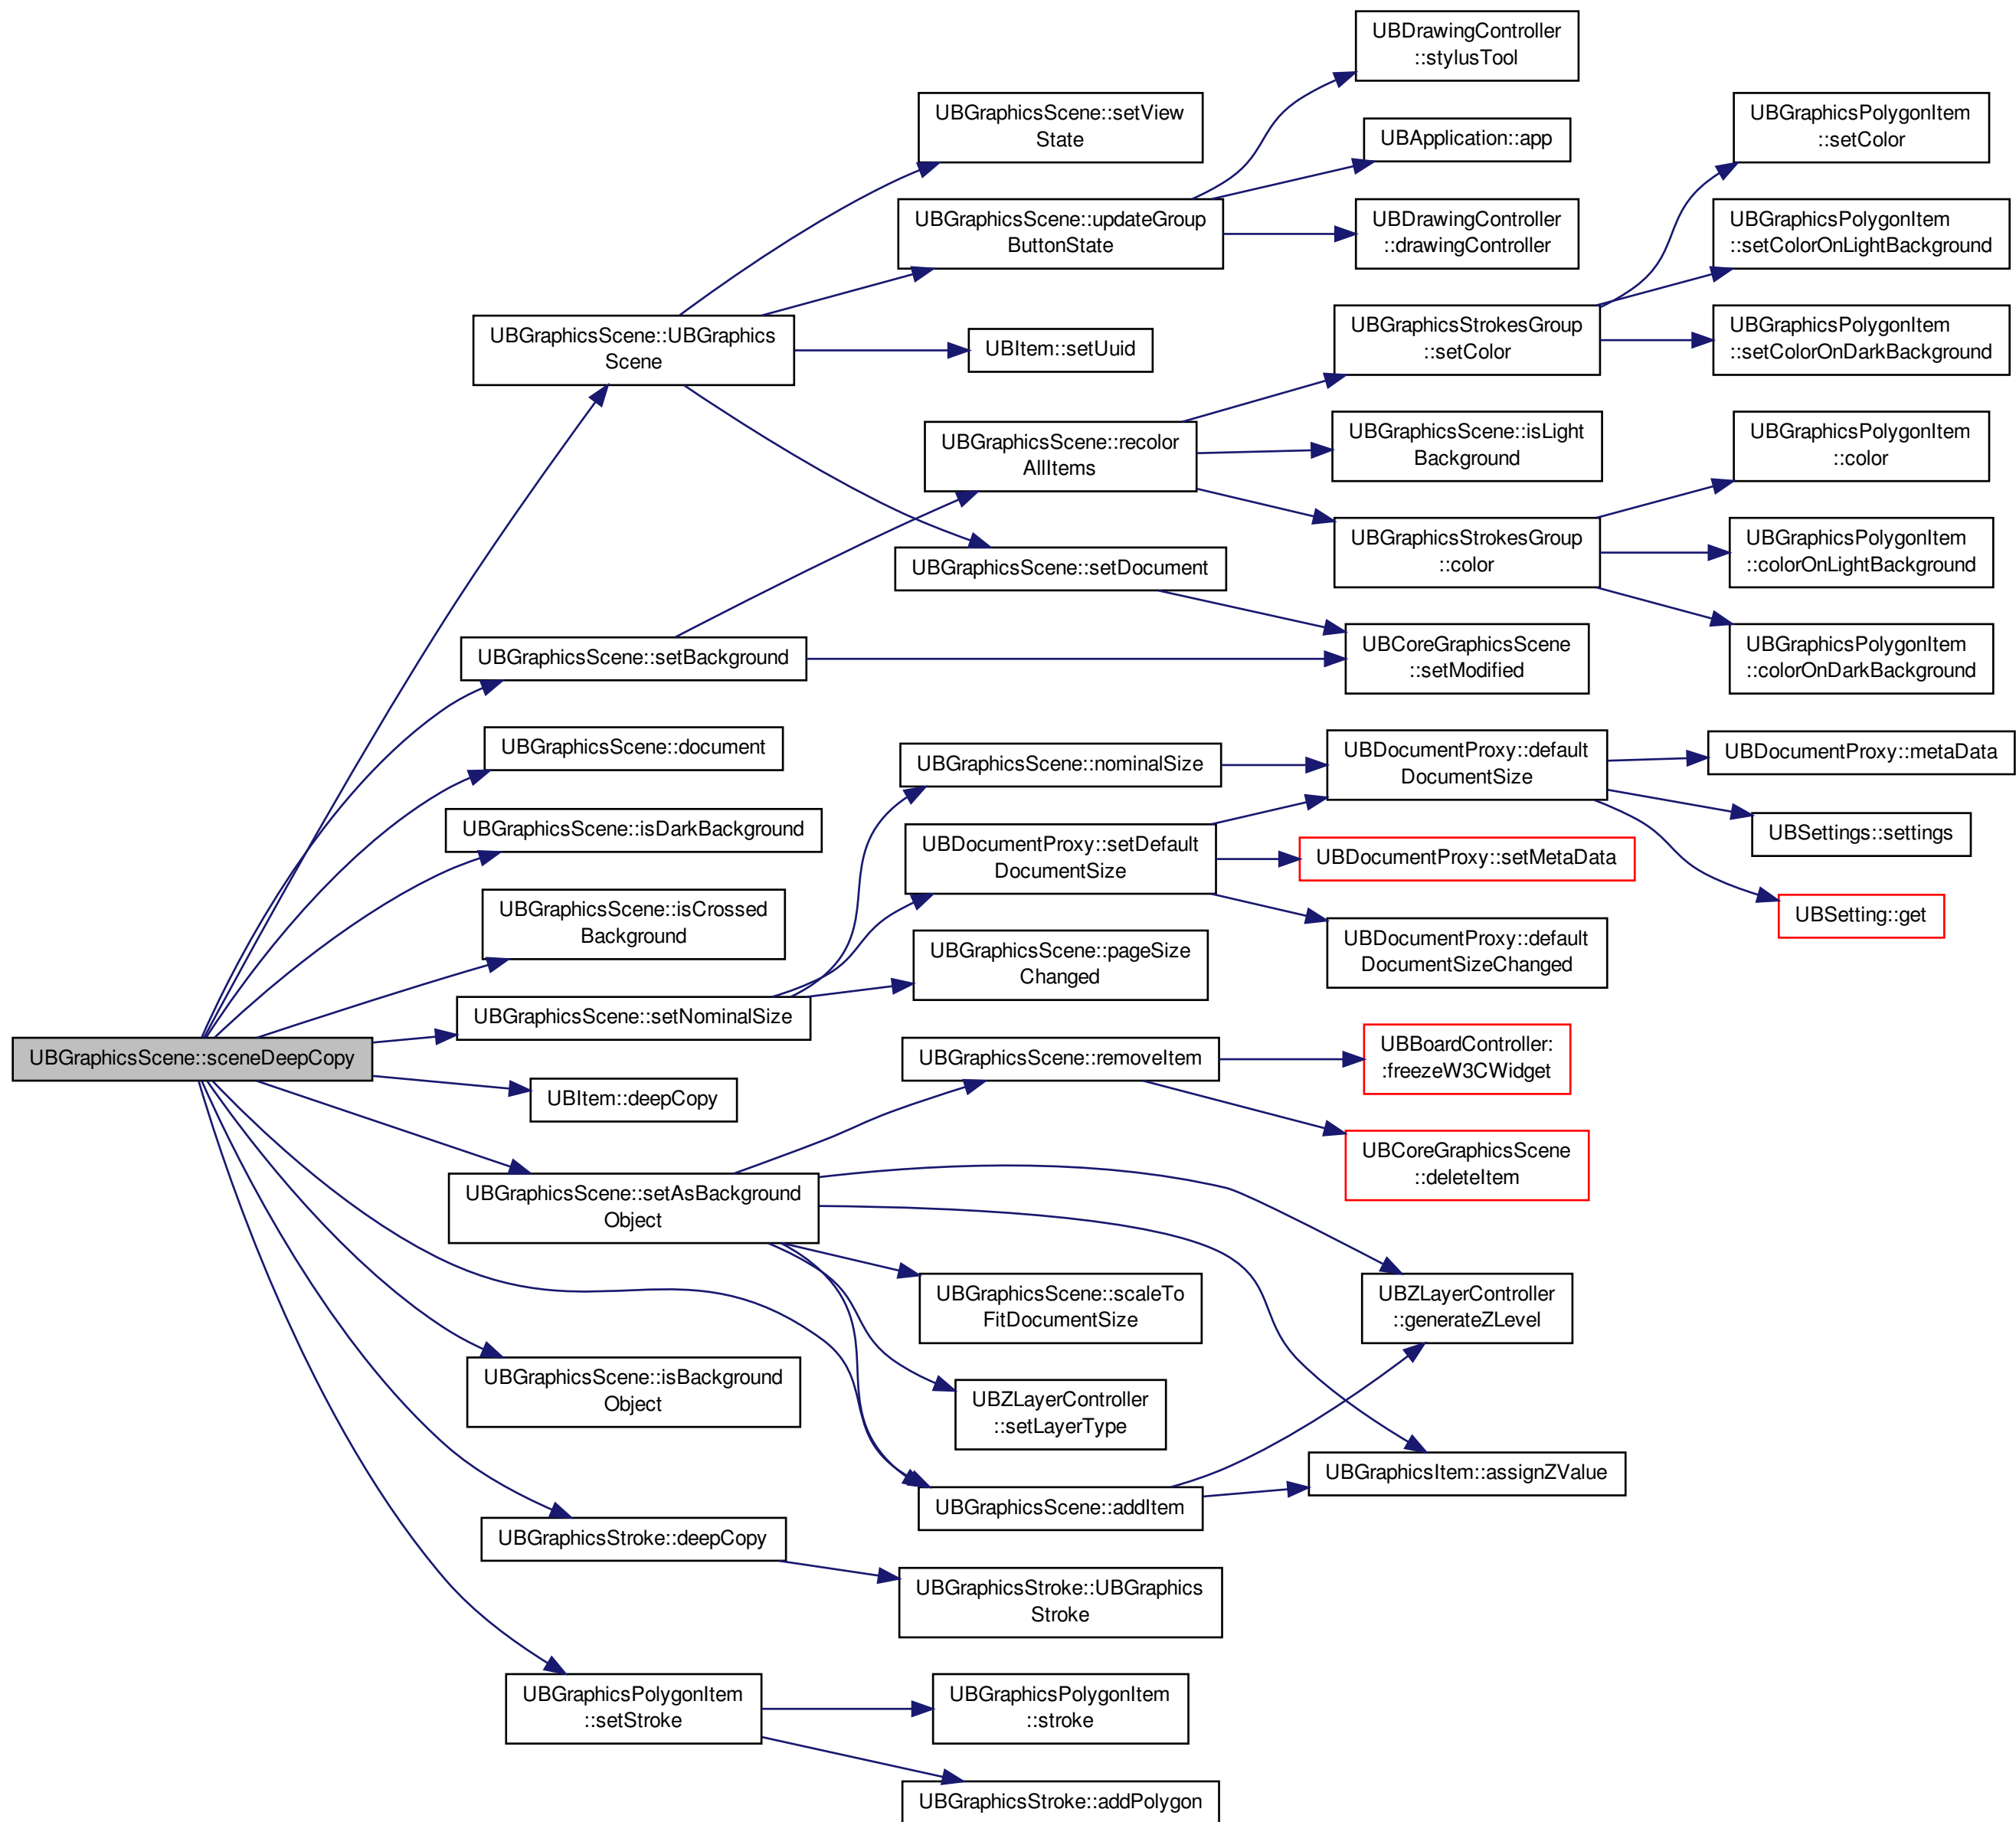 UBGraphicsScene::sceneDeepCopy
UBGraphicsScene::UBGraphics
Scene
UBGraphicsScene::setBackground
UBGraphicsScene::document
UBGraphicsScene::isDarkBackground
UBGraphicsScene::isCrossed
Background
UBGraphicsScene::setNominalSize
UBItem::deepCopy
UBGraphicsScene::setAsBackground
Object
UBGraphicsScene::isBackground
Object
UBGraphicsStroke::deepCopy
UBGraphicsPolygonItem
::setStroke
UBGraphicsScene::setView
State
UBGraphicsScene::updateGroup
ButtonState
UBItem::setUuid
UBGraphicsScene::recolor
AllItems
UBGraphicsScene::setDocument
UBGraphicsScene::nominalSize
UBDocumentProxy::setDefault
DocumentSize
UBGraphicsScene::pageSize
Changed
UBGraphicsScene::removeItem
UBGraphicsScene::scaleTo
FitDocumentSize
UBZLayerController
::setLayerType
UBGraphicsScene::addItem
UBGraphicsStroke::UBGraphics
Stroke
UBGraphicsPolygonItem
::stroke
UBGraphicsStroke::addPolygon
UBDrawingController
::stylusTool
UBApplication::app
UBDrawingController
::drawingController
UBGraphicsStrokesGroup
::setColor
UBGraphicsScene::isLight
Background
UBGraphicsStrokesGroup
::color
UBCoreGraphicsScene
::setModified
UBDocumentProxy::default
DocumentSize
UBDocumentProxy::setMetaData
UBDocumentProxy::default
DocumentSizeChanged
UBBoardController:
:freezeW3CWidget
UBCoreGraphicsScene
::deleteItem
UBZLayerController
::generateZLevel
UBGraphicsItem::assignZValue
UBGraphicsPolygonItem
::setColor
UBGraphicsPolygonItem
::setColorOnLightBackground
UBGraphicsPolygonItem
::setColorOnDarkBackground
UBGraphicsPolygonItem
::color
UBGraphicsPolygonItem
::colorOnLightBackground
UBGraphicsPolygonItem
::colorOnDarkBackground
UBDocumentProxy::metaData
UBSettings::settings
UBSetting::get